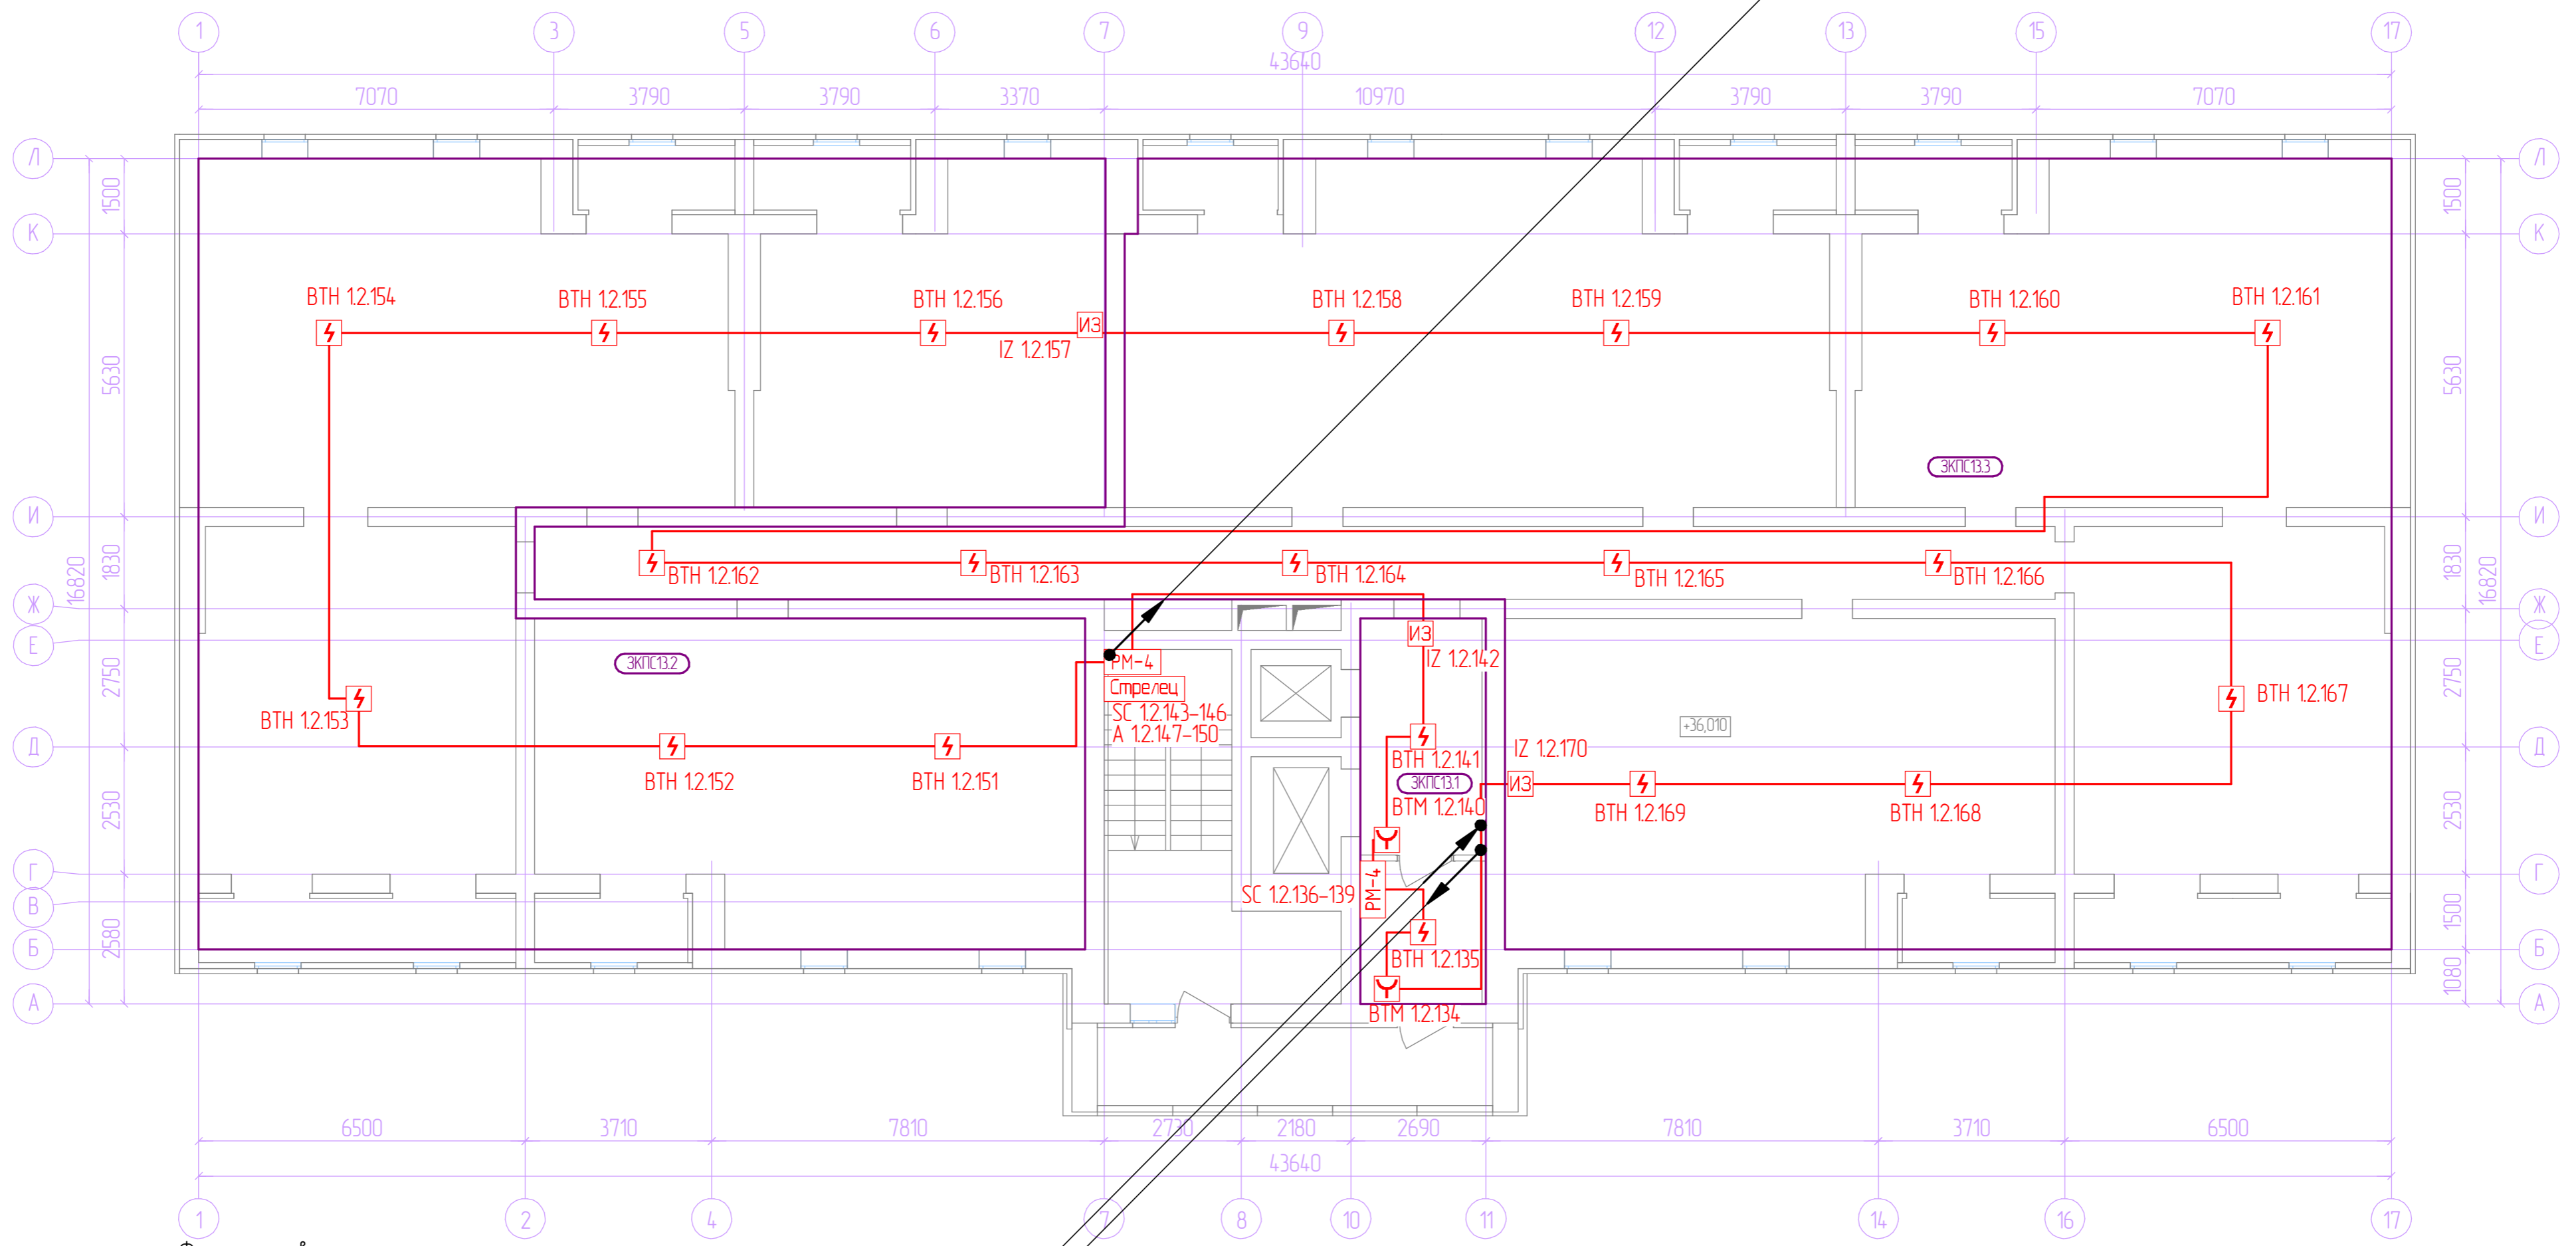 1 3 5 6 7 9 12 13 15 17
43640
7070 3790 3790 3370 10970 3790 3790 7070
Л Л
1500 1500
К К
ВТН 1.2.154 ВТН 1.2.155 ВТН 1.2.156 ВТН 1.2.158 ВТН 1.2.159 ВТН 1.2.160 ВТН 1.2.161
ИЗ
IZ 1.2.157
5630 5630
ЗКПС13.3
И И
1830 1830
16820 16820
ВТН 1.2.162 ВТН 1.2.163 ВТН 1.2.164 ВТН 1.2.165 ВТН 1.2.166
Ж Ж
Е Е
ИЗ
IZ 1.2.142
ЗКПС13.2
РМ-4
2750 2750
Стрелец
ВТН 1.2.153 ВТН 1.2.167
SC 1.2.143-146
А 1.2.147-150
+36,010
Д Д
IZ 1.2.170
ВТН 1.2.141
ВТН 1.2.152 ВТН 1.2.151
ЗКПС13.1
ИЗ
ВТМ 1.2.140
ВТН 1.2.169 ВТН 1.2.168
2530 2530
Г Г
SC 1.2.136-139
РМ-4
В В
2580 1500
Б Б
ВТН 1.2.135
1080
А А
ВТМ 1.2.134
6500 3710 7810 2730 2180 2690 7810 3710 6500
43640
1 2 4 7 8 10 11 14 16 17